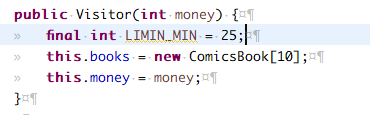 public Visitor(int money) {¤¶
» final int LIMIN_MIN = 25;¤¶
» this.books = new ComicsBook[10];¤¶
» this.money = money;¤¶
}¤¶